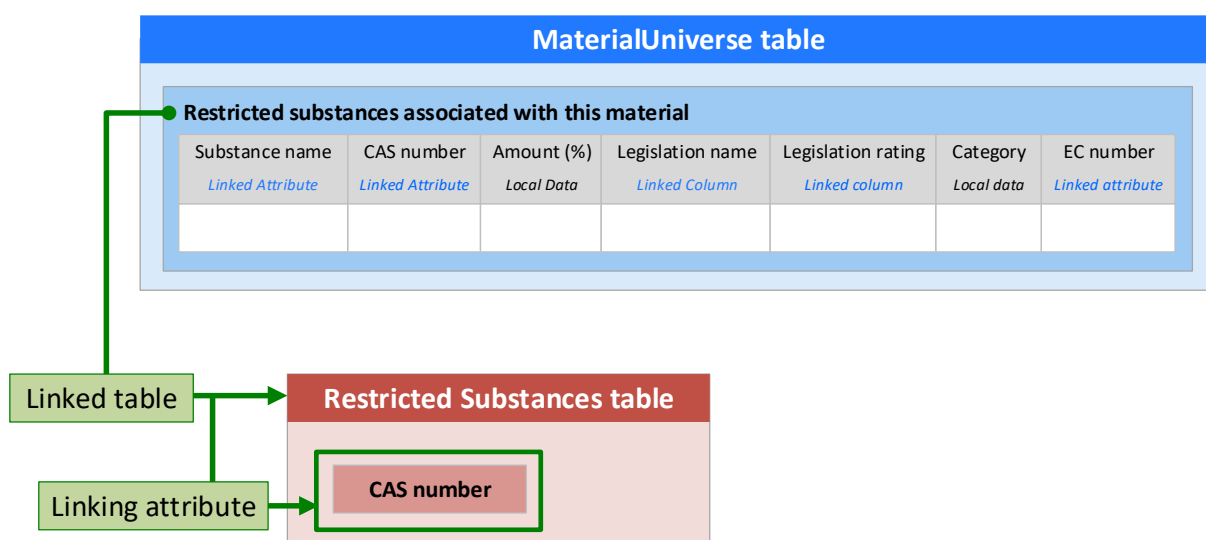 MaterialUniverse table
Restricted substances associated with this material
Substance name CAS number Amount (%) Legislation name Legislation rating Category EC number
Linked Attribute Linked Attribute Local Data Linked Column Linked column Local data Linked attribute
Linked table
Restricted Substances table
CAS number
Linking attribute